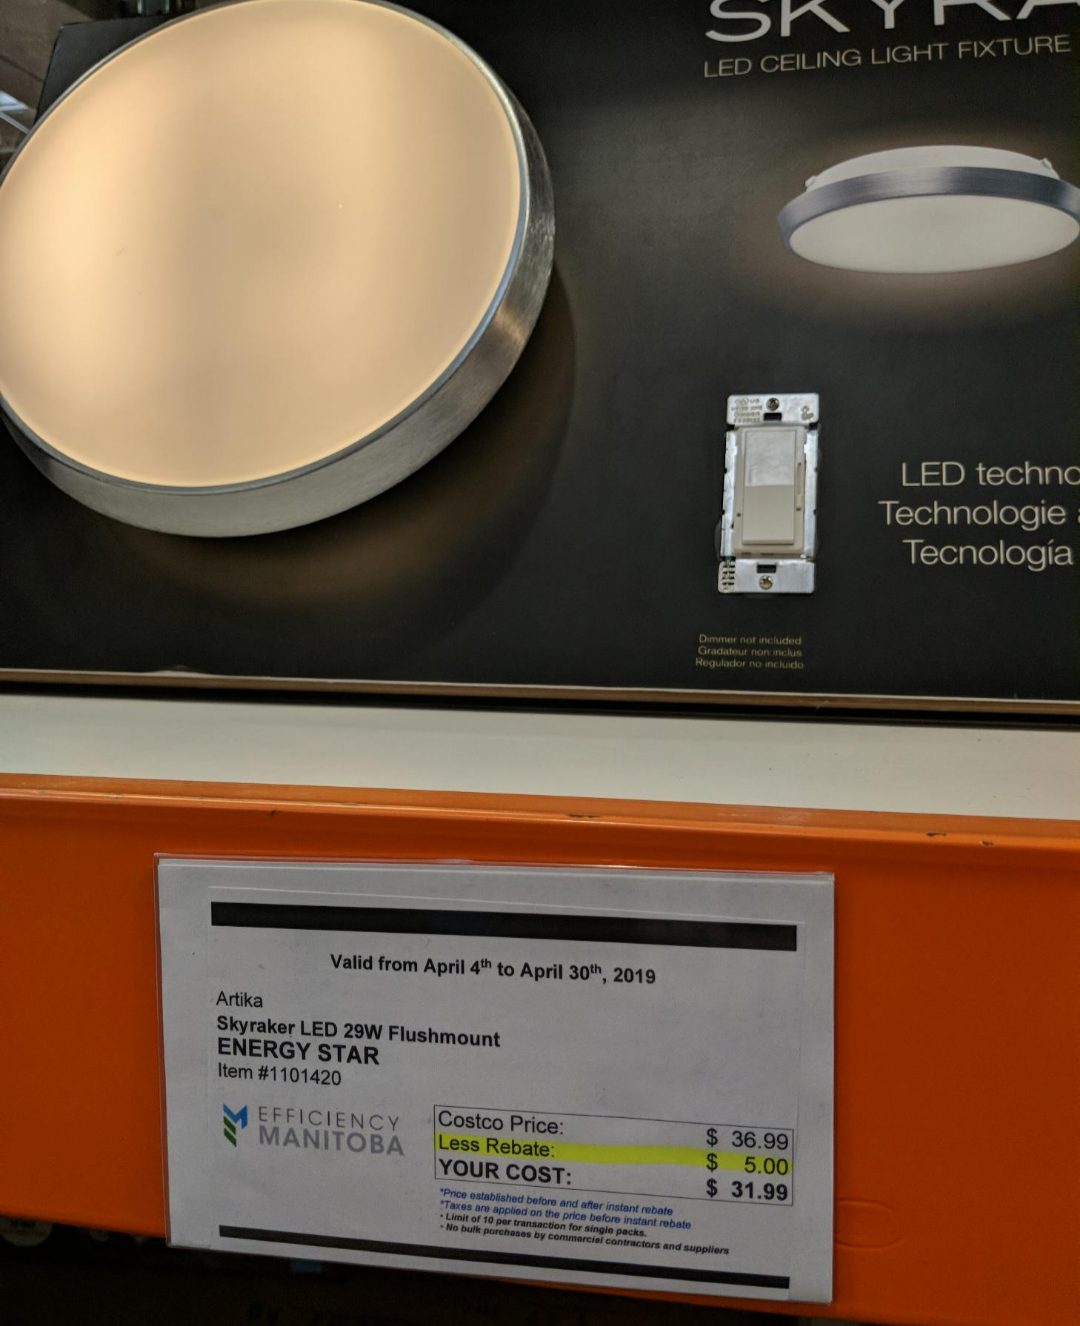 SKYRA
LED CEILING LIGHT FIXTURE
LED techno
Technologie
Tecnología
Dimmer not included
Gradateur non inclus
Regulador no incluido
Valid from April 4th to April 30th, 2019
Artika
Skyraker LED 29W Flushmount
ENERGY STAR
Item #1101420
EFFICIENCY
MANITOBA
Costco Price: $ 36.99
Less Rebate: $ 5.00
YOUR COST: $ 31.99
*Price established before and after instant rebate
*Taxes are applied on the price before instant rebate
· Limit of 10 per transaction for single packs.
· No bulk purchases by commercial contractors and suppliers